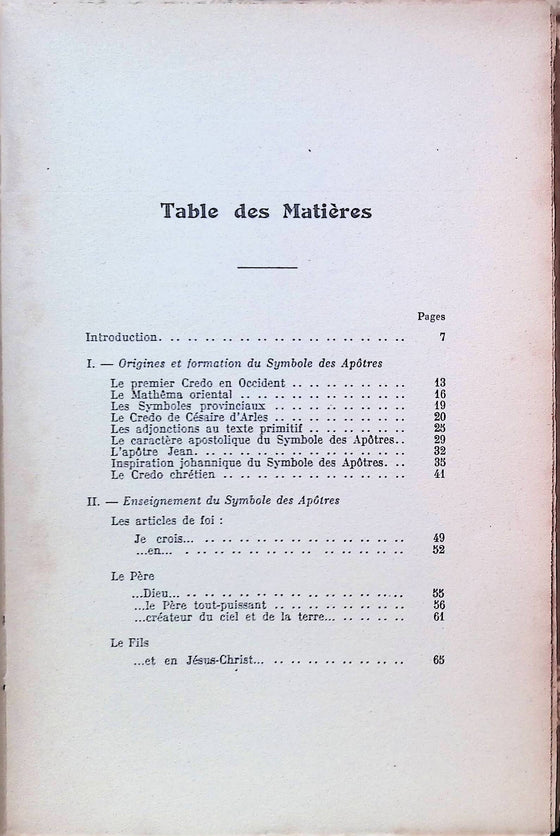 Table des Matières
Pages
Introduction. .. .. .. .. .. .. .. .. .. .. .. .. .. 7
I. — Origines et formation du Symbole des Apôtres
Le premier Credo en Occident .. .. .. .. .. .. .. 13
Le Mathêma oriental .. .. .. .. .. .. .. .. .. .. 16
Les Symboles provinciaux .. .. .. .. .. .. .. .. 19
Le Credo de Césaire d'Arles .. .. .. .. .. .. .. .. 20
Les adjonctions au texte primitif .. .. .. .. .. .. 25
Le caractère apostolique du Symbole des Apôtres.. 29
L'apôtre Jean. .. .. .. .. .. .. .. .. .. .. .. .. 32
Inspiration johannique du Symbole des Apôtres. .. 35
Le Credo chrétien .. .. .. .. .. .. .. .. .. .. .. 41
II. — Enseignement du Symbole des Apôtres
Les articles de foi :
Je crois... .. .. .. .. .. .. .. .. .. .. .. .. 49
...en... .. .. .. .. .. .. .. .. .. .. .. .. .. 52
Le Père
...Dieu... .. .. .. .. .. .. .. .. .. .. .. .... 55
...le Père tout-puissant .. .. .. .. .. .. .. .. 56
...créateur du ciel et de la terre... .. .. .. .. 61
Le Fils
...et en Jésus-Christ... .. .. .. .. .. .. .. .. 65